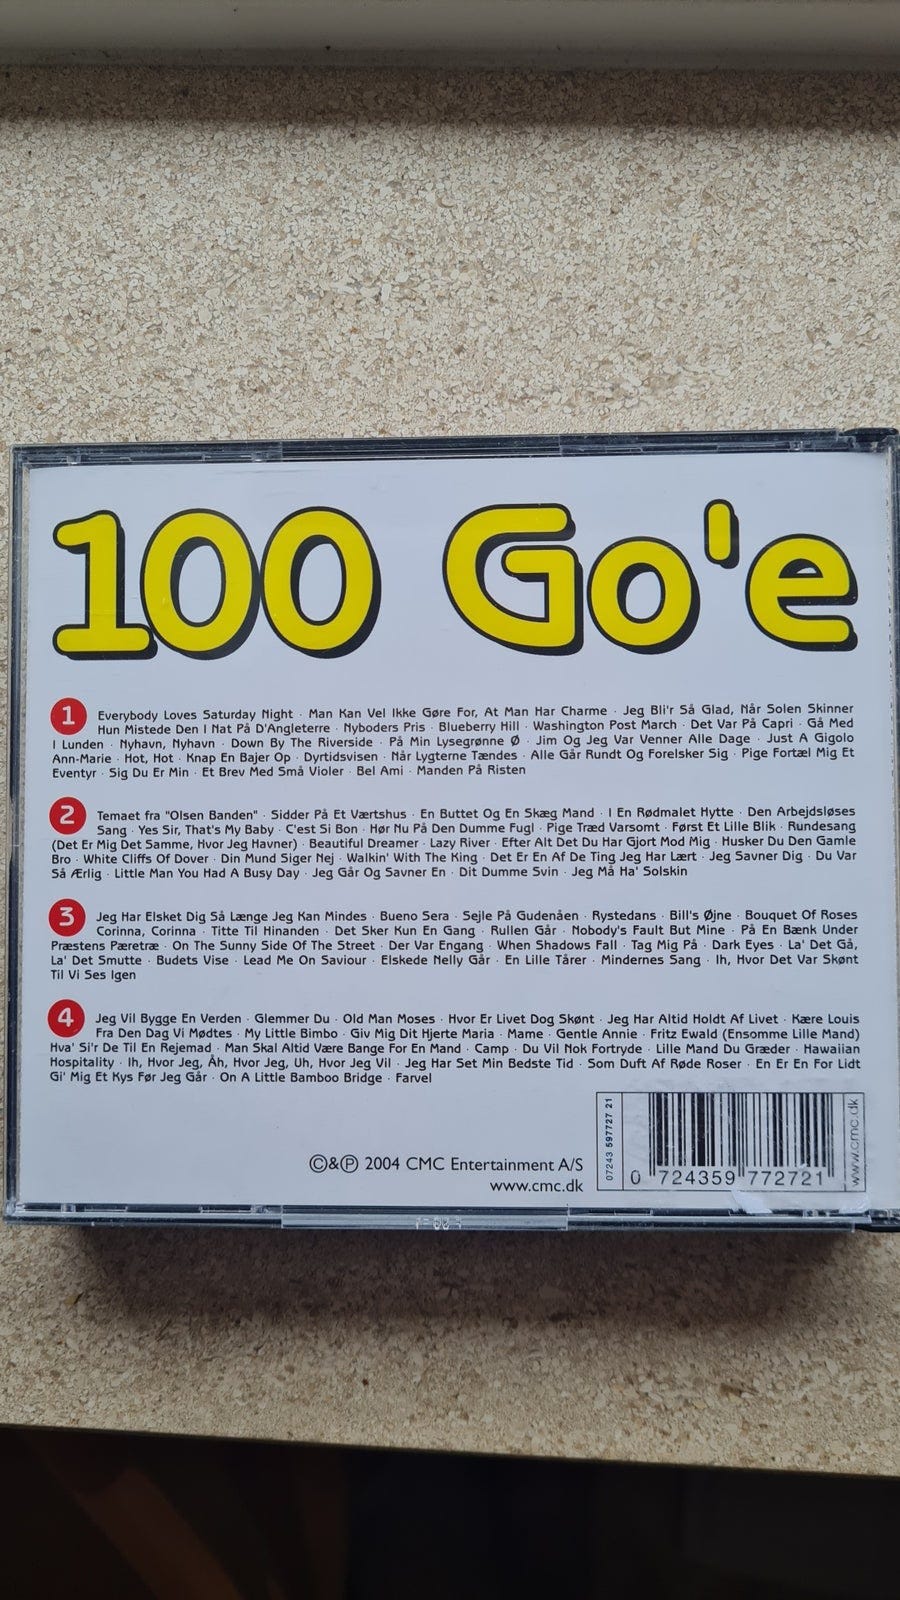 100 Go'e
1 Everybody Loves Saturday Night · Man Kan Vel Ikke Gøre For, At Man Har Charme · Jeg Bli'r Så Glad, Når Solen Skinner
Hun Mistede Den I Nat På D'Angleterre · Nyboders Pris · Blueberry Hill · Washington Post March · Det Var På Capri · Gå Med
I Lunden · Nyhavn, Nyhavn · Down By The Riverside · På Min Lysegrønne Ø · Jim Og Jeg Var Venner Alle Dage · Just A Gigolo
Ann-Marie · Hot, Hot · Knap En Bajer Op · Dyrtidsvisen · Når Lygterne Tændes · Alle Går Rundt Og Forelsker Sig · Pige Fortæl Mig Et
Eventyr · Sig Du Er Min · Et Brev Med Små Violer · Bel Ami · Manden På Risten
2 Temaet fra "Olsen Banden" · Sidder På Et Værtshus · En Buttet Og En Skæg Mand · I En Rødmalet Hytte · Den Arbejdsløses
Sang · Yes Sir, That's My Baby · C'est Si Bon · Hør Nu På Den Dumme Fugl · Pige Træd Varsomt · Først Et Lille Blik · Rundesang
(Det Er Mig Det Samme, Hvor Jeg Havner) · Beautiful Dreamer · Lazy River · Efter Alt Det Du Har Gjort Mod Mig · Husker Du Den Gamle
Bro · White Cliffs Of Dover · Din Mund Siger Nej · Walkin' With The King · Det Er En Af De Ting Jeg Har Lært · Jeg Savner Dig · Du Var
Så Ærlig · Little Man You Had A Busy Day · Jeg Går Og Savner En · Dit Dumme Svin · Jeg Må Ha' Solskin
3 Jeg Har Elsket Dig Så Længe Jeg Kan Mindes · Bueno Sera · Sejle På Gudenåen · Rystedans · Bill's Øjne · Bouquet Of Roses
Corinna, Corinna · Titte Til Hinanden · Det Sker Kun En Gang · Rullen Går · Nobody's Fault But Mine · På En Bænk Under
Præstens Pæretræ · On The Sunny Side Of The Street · Der Var Engang · When Shadows Fall · Tag Mig På · Dark Eyes · La' Det Gå,
La' Det Smutte · Budets Vise · Lead Me On Saviour · Elskede Nelly Går · En Lille Tårer · Mindernes Sang · Ih, Hvor Det Var Skønt
Til Vi Ses Igen
4 Jeg Vil Bygge En Verden · Glemmer Du · Old Man Moses · Hvor Er Livet Dog Skønt · Jeg Har Altid Holdt Af Livet · Kære Louis
Fra Den Dag Vi Mødtes · My Little Bimbo · Giv Mig Dit Hjerte Maria · Mame · Gentle Annie · Fritz Ewald (Ensomme Lille Mand)
Hva' Si'r De Til En Rejemad · Man Skal Altid Være Bange For En Mand · Camp · Du Vil Nok Fortryde · Lille Mand Du Græder · Hawaiian
Hospitality · Ih, Hvor Jeg, Åh, Hvor Jeg, Uh, Hvor Jeg Vil · Jeg Har Set Min Bedste Tid · Som Duft Af Røde Roser · En Er En For Lidt
Gi' Mig Et Kys Før Jeg Går · On A Little Bamboo Bridge · Farvel
©&℗ 2004 CMC Entertainment A/S
www.cmc.dk
07243 597727 21
0 724359 772721
www.cmc.dk